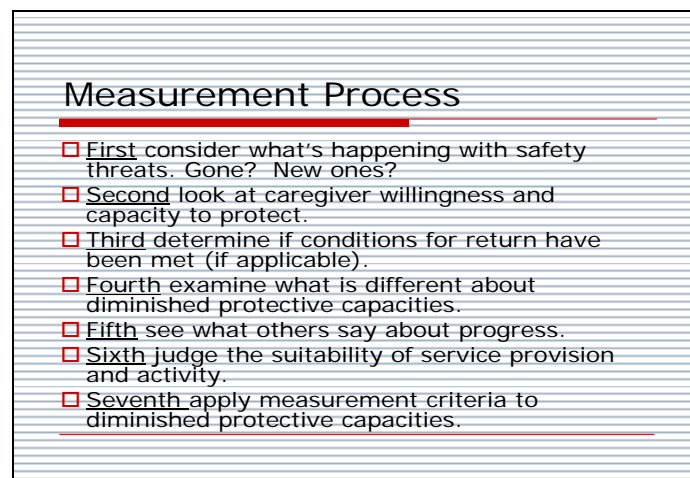 Measurement Process
First consider what's happening with safety
threats. Gone?  New ones?
Second look at caregiver willingness and
capacity to protect.
Third determine if conditions for return have
been met (if applicable).
Fourth examine what is different about
diminished protective capacities.
Fifth see what others say about progress.
Sixth judge the suitability of service provision
and activity.
Seventh apply measurement criteria to
diminished protective capacities.